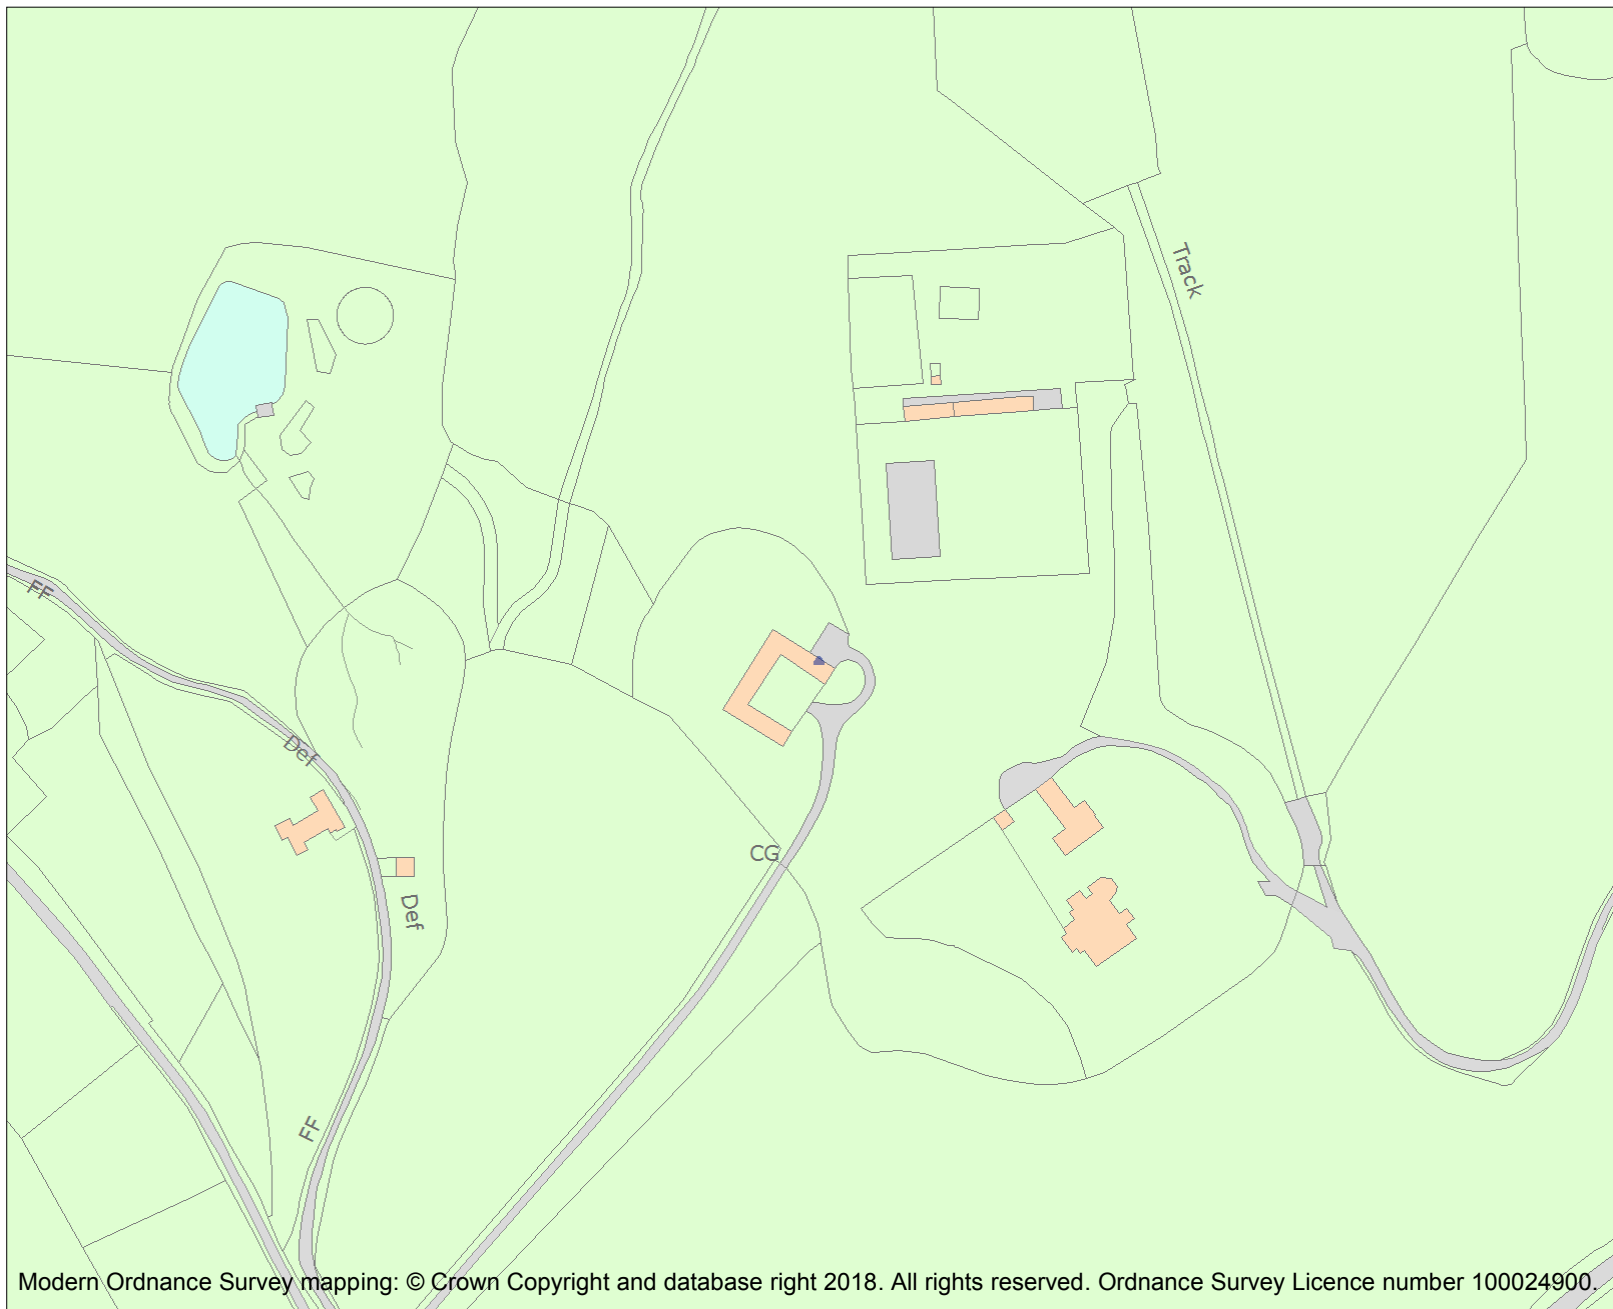 Track
FF
Def
CG
Def
FF
Modern Ordnance Survey mapping: © Crown Copyright and database right 2018. All rights reserved. Ordnance Survey Licence number 100024900.